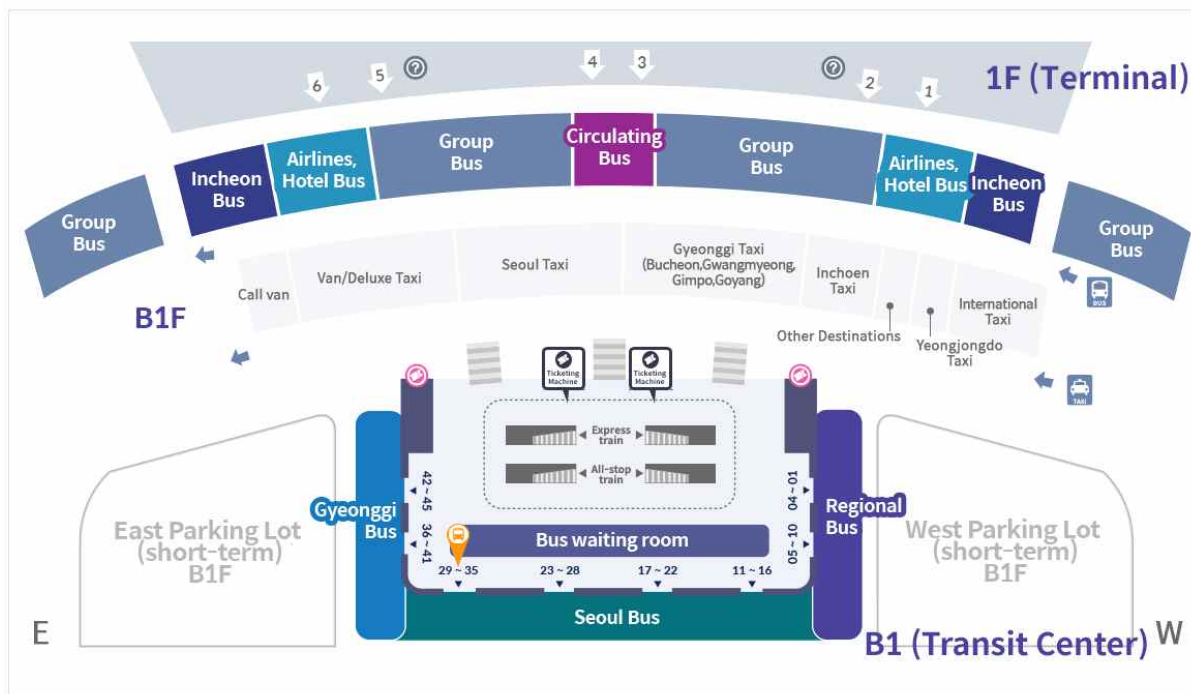 6
5
?
4
3
?
2
1
1F (Terminal)
Group
Bus
Incheon
Bus
Airlines,
Hotel Bus
Group
Bus
Circulating
Bus
Group
Bus
Airlines,
Hotel Bus
Incheon
Bus
Group
Bus
Call van
Van/Deluxe Taxi
Seoul Taxi
Gyeonggi Taxi
(Bucheon,Gwangmyeong,
Gimpo,Goyang)
Inchoen
Taxi
Other Destinations
Yeongjongdo
Taxi
International
Taxi
BUS
B1F
TAXI
Ticketing
Machine
Ticketing
Machine
Express
train
All-stop
train
42 ~ 45
36 ~ 41
04 ~ 01
05 ~ 10
Gyeonggi
Bus
Regional
Bus
Bus waiting room
29 ~ 35
23 ~ 28
17 ~ 22
11 ~ 16
Seoul Bus
East Parking Lot
(short-term)
B1F
West Parking Lot
(short-term)
B1F
E
B1 (Transit Center)
W